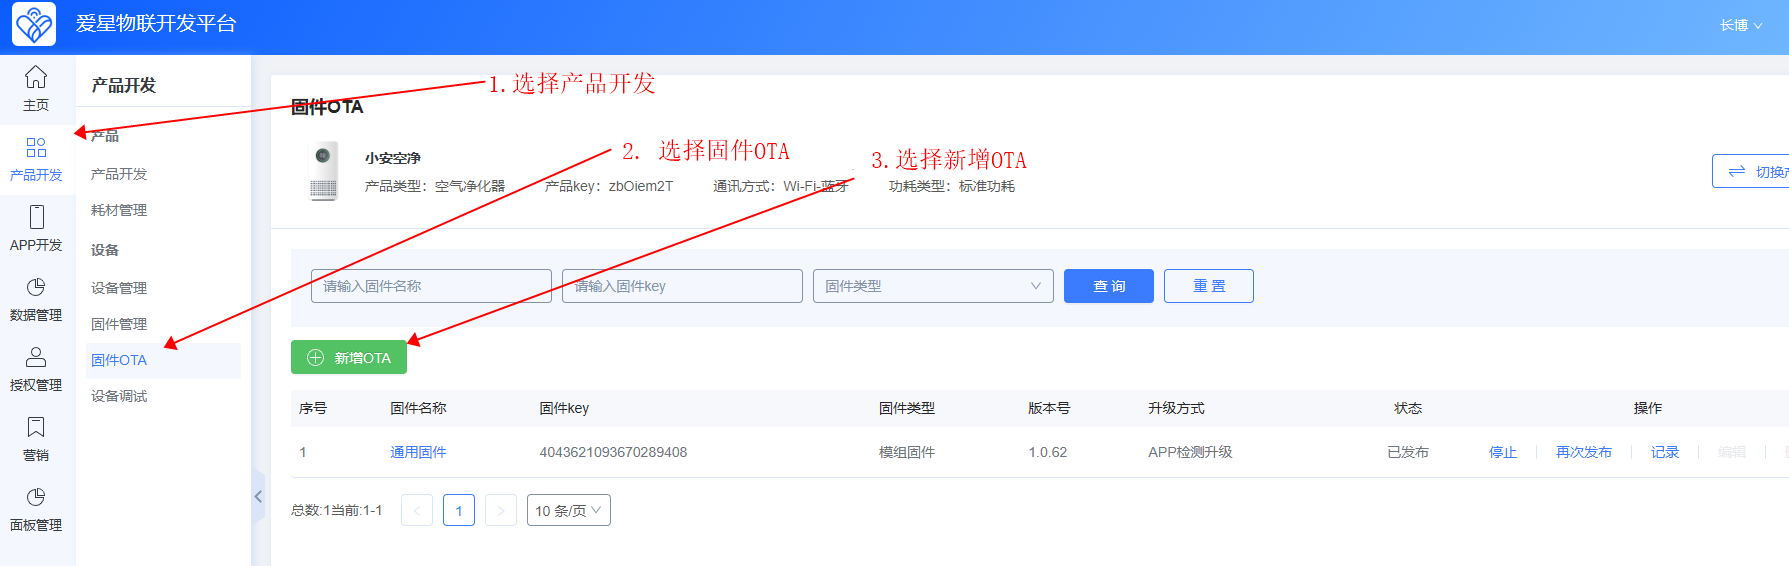 爱星物联开发平台
长博
主页
产品开发
APP开发
数据管理
授权管理
营销
面板管理
产品开发
产品
产品开发
耗材管理
设备
设备管理
固件管理
固件OTA
设备调试
1.选择产品开发
2. 选择固件OTA
3.选择新增OTA
固件OTA
小安空净
产品类型：空气净化器 产品key：zbOiem2T 通讯方式：Wi-Fi-蓝牙 功耗类型：标准功耗
切换
请输入固件名称 请输入固件key 固件类型 查 询 重 置
新增OTA
序号 固件名称 固件key 固件类型 版本号 升级方式 状态 操作
1 通用固件 4043621093670289408 模组固件 1.0.62 APP检测升级 已发布 停止 再次发布 记录 编辑
总数:1当前:1-1 < 1 > 10 条/页